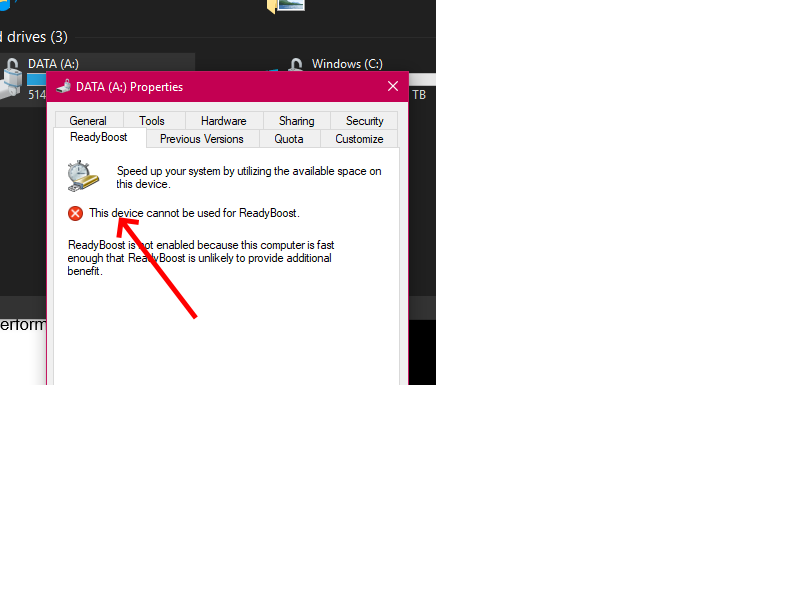 drives (3)
DATA (A:)
Windows (C:)
514
TB
DATA (A:) Properties
General Tools Hardware Sharing Security
ReadyBoost Previous Versions Quota Customize
Speed up your system by utilizing the available space on
this device.
This device cannot be used for ReadyBoost.
ReadyBoost is not enabled because this computer is fast
enough that ReadyBoost is unlikely to provide additional
benefit.
erform